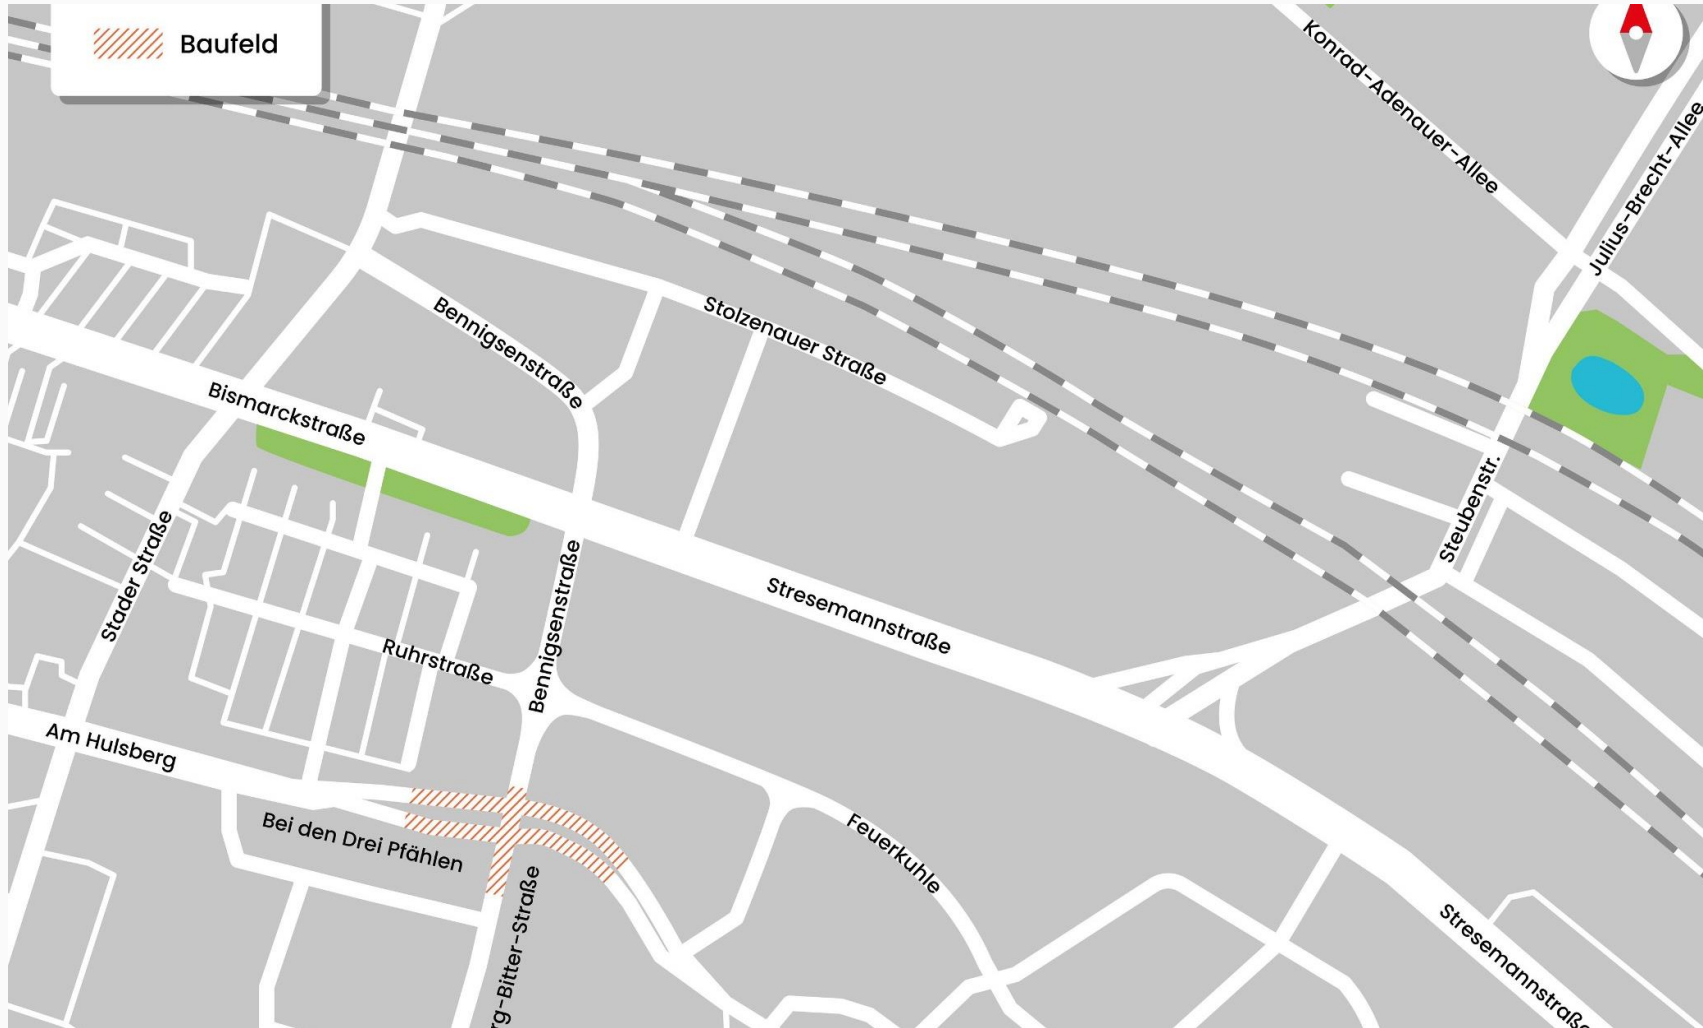 Baufeld
Konrad-Adenauer-Allee
Julius-Brecht-Allee
Bennigsenstraße
Stolzenauer Straße
Bismarckstraße
Steubenstr.
Stader Straße
Bennigsenstraße
Stresemannstraße
Ruhrstraße
Am Hulsberg
Bei den Drei Pfählen
Feuerkuhle
rg-Bitter-Straße
Stresemannstraße